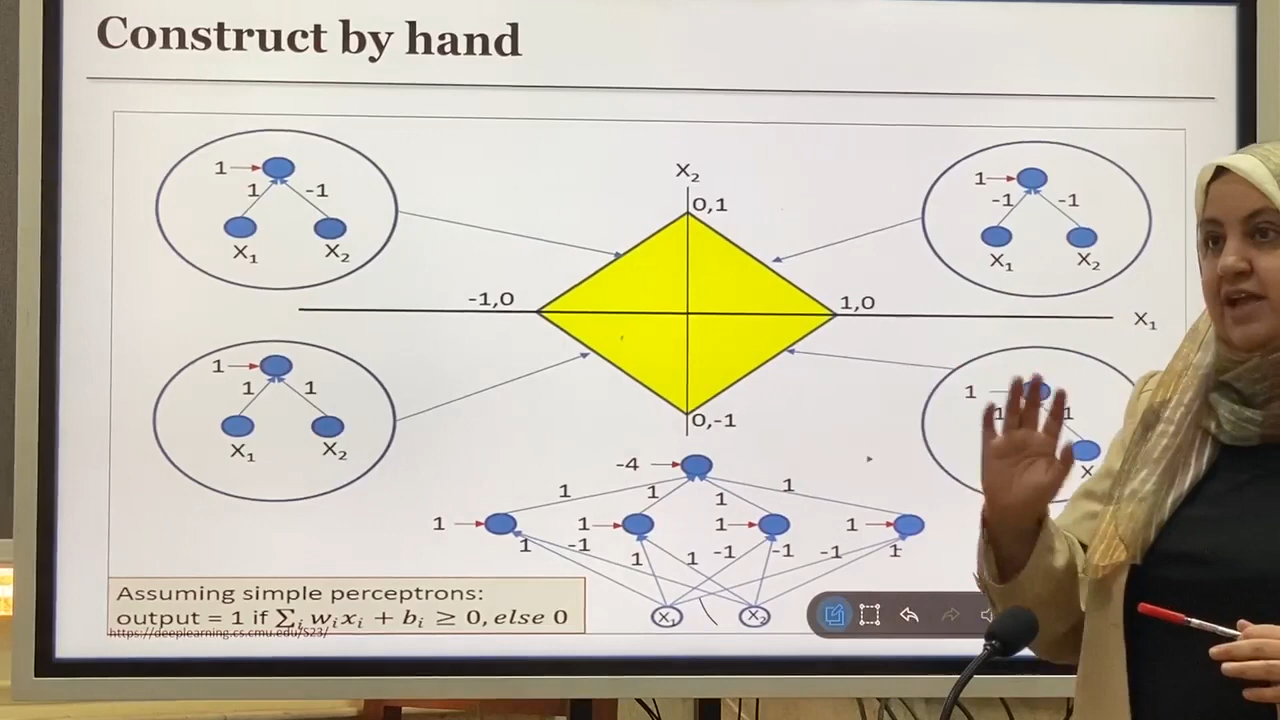 Construct by hand
1
1 -1
X₁ X₂
X₂
0,1
1
-1 -1
X₁ X₂
-1,0
1,0
X₁
1
1 1
X₁ X₂
0,-1
1
1
X
-4
1 1 1 1
1 1 1 1
1 -1 1 1 -1 -1 -1 1
X₁ X₂
Assuming simple perceptrons:
output = 1 if ∑ᵢ wᵢxᵢ + bᵢ ≥ 0, else 0
https://deeplearning.cs.cmu.edu/S23/